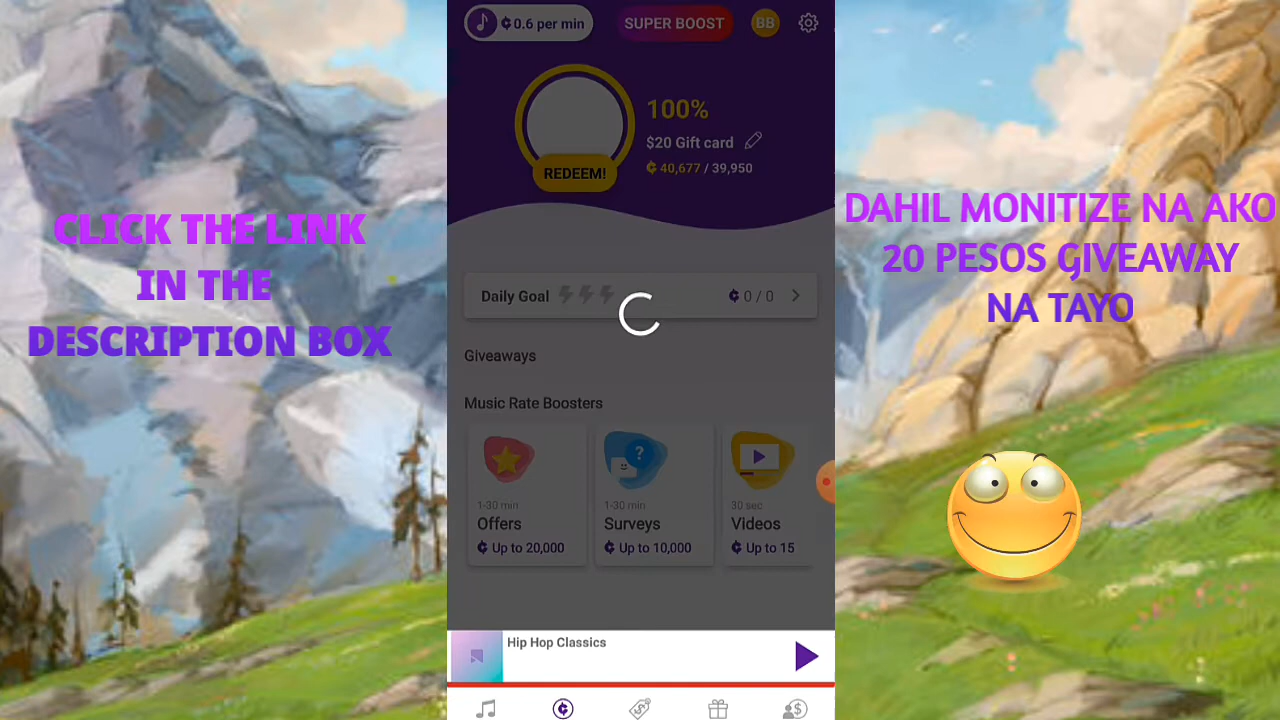 CLICK THE LINK
IN THE
DESCRIPTION BOX
0.6 per min
SUPER BOOST
BB
100%
$20 Gift card
40,677 / 39,950
REDEEM!
Daily Goal
0 / 0
Giveaways
Music Rate Boosters
1-30 min
Offers
Up to 20,000
1-30 min
Surveys
Up to 10,000
30 sec
Videos
Up to 15
Hip Hop Classics
DAHIL MONITIZE NA AKO
20 PESOS GIVEAWAY
NA TAYO